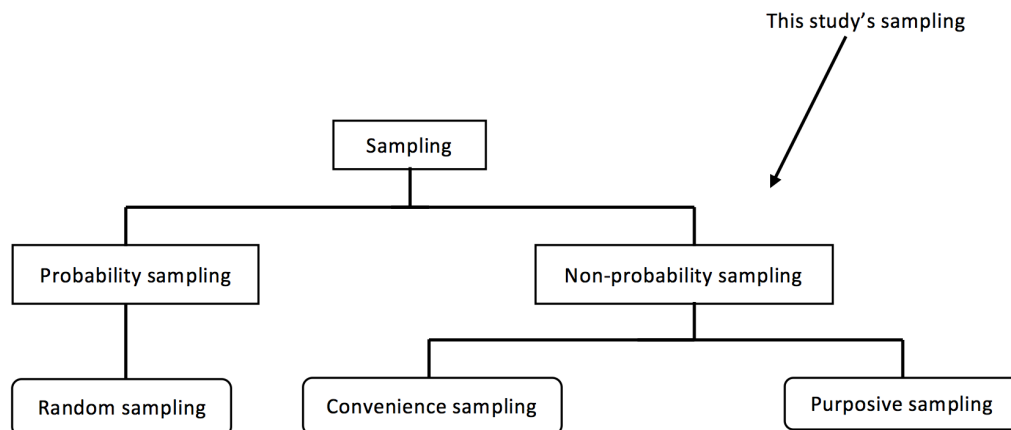 This study’s sampling
Sampling
Probability sampling
Non-probability sampling
Random sampling
Convenience sampling
Purposive sampling